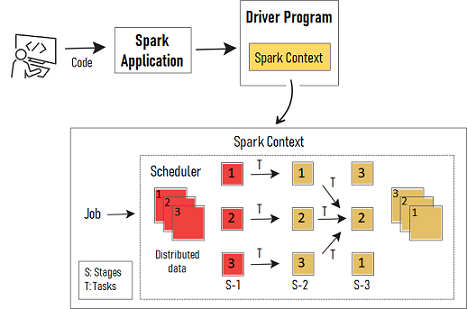 </>
Code
Spark
Application
Driver Program
Spark Context
Spark Context
Job
Scheduler
1
2
3
Distributed
data
S: Stages
T: Tasks
1 T 1 3
T
2 T 2 T 2
T
3 T 3 1
S-1 S-2 S-3
3
2
1